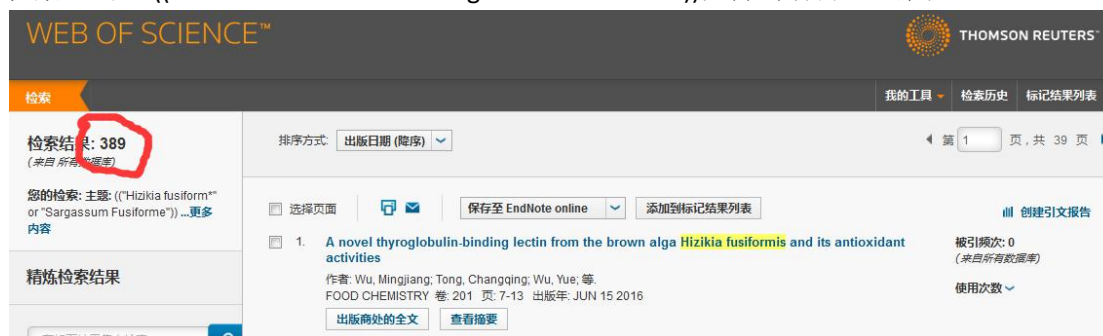 WEB OF SCIENCE™
THOMSON REUTERS™
检索
我的工具 检索历史 标记结果列表
检索结果: 389
(来自 所有数据库)
您的检索: 主题: (("Hizikia fusiform*"
or "Sargassum Fusiforme")) ...更多
内容
精炼检索结果
排序方式: 出版日期 (降序)
第 1 页, 共 39 页
选择页面
保存至 EndNote online
添加到标记结果列表
创建引文报告
1. A novel thyroglobulin-binding lectin from the brown alga Hizikia fusiformis and its antioxidant
activities
作者: Wu, Mingjiang; Tong, Changqing; Wu, Yue; 等.
FOOD CHEMISTRY 卷: 201 页: 7-13 出版年: JUN 15 2016
出版商处的全文 查看摘要
被引频次: 0
(来自所有数据库)
使用次数